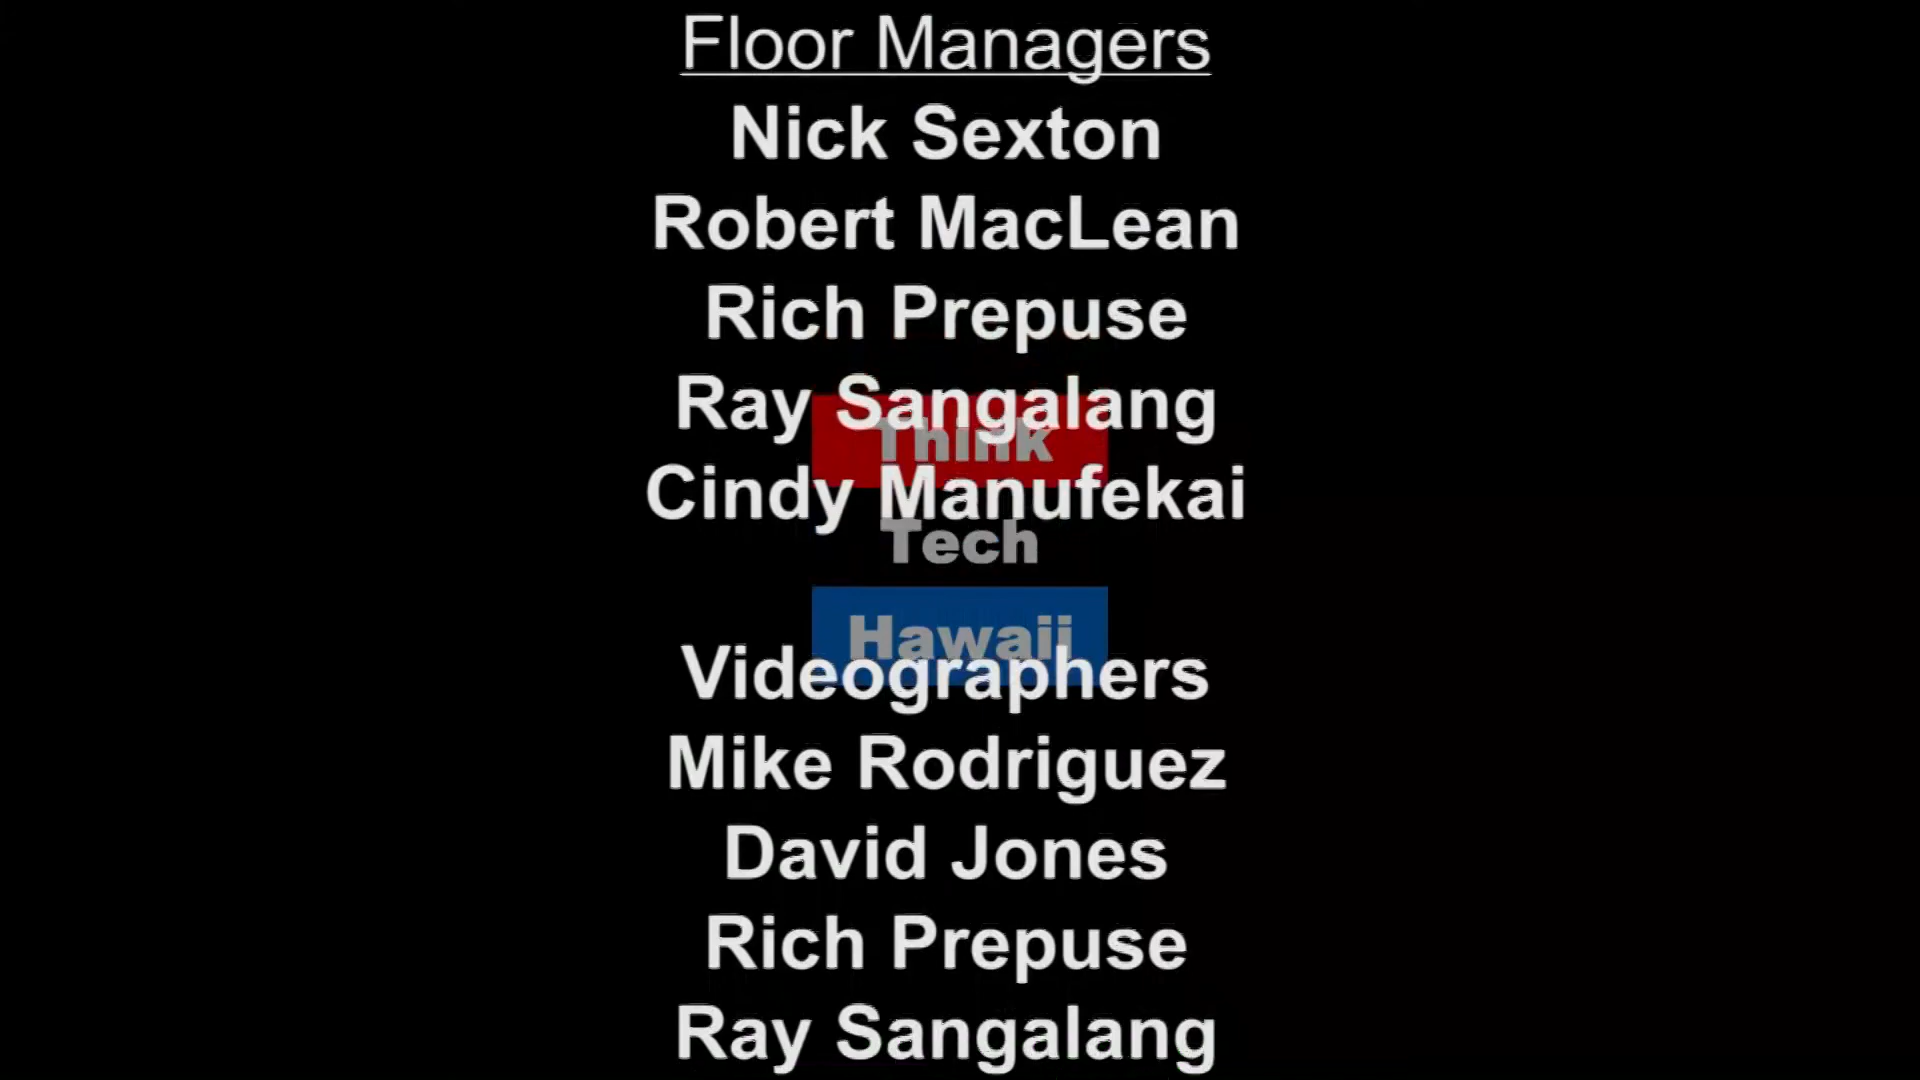 Floor Managers
Nick Sexton
Robert MacLean
Rich Prepuse
Ray Sangalang
Think
Cindy Manufekai
Tech
Hawaii
Videographers
Mike Rodriguez
David Jones
Rich Prepuse
Ray Sangalang